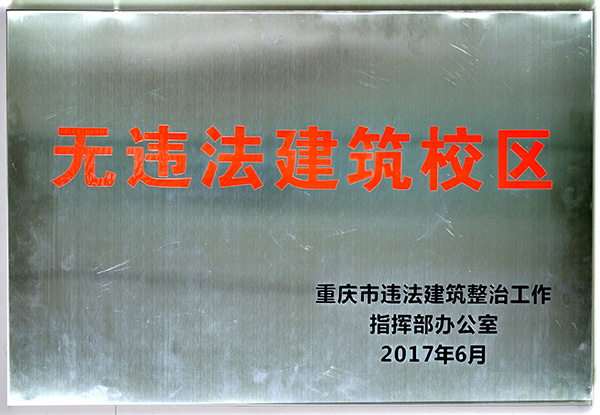 无违法建筑校区
重庆市违法建筑整治工作
指挥部办公室
2017年6月